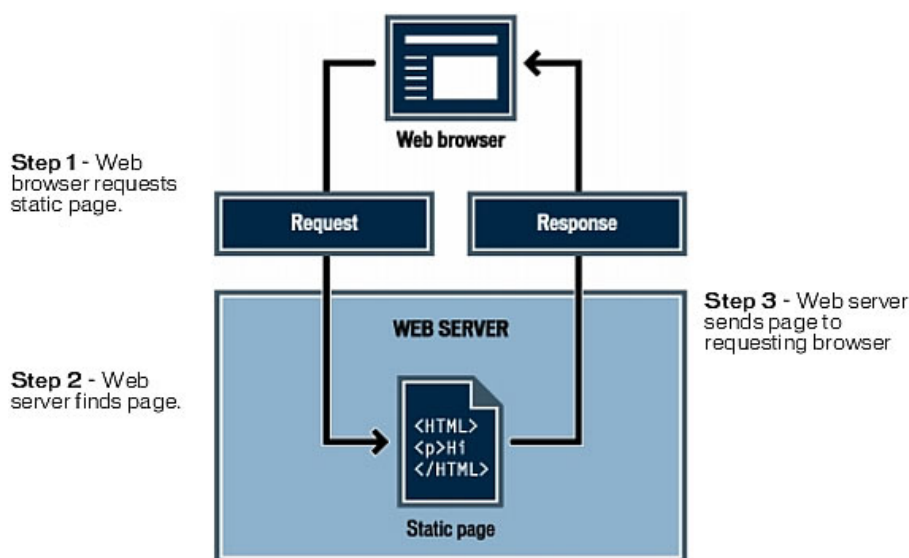 Web browser
Step 1 - Web
browser requests
static page.
Request
Response
WEB SERVER
Step 3 - Web server
sends page to
requesting browser
Step 2 - Web
server finds page.
<HTML>
<p>Hi
</HTML>
Static page